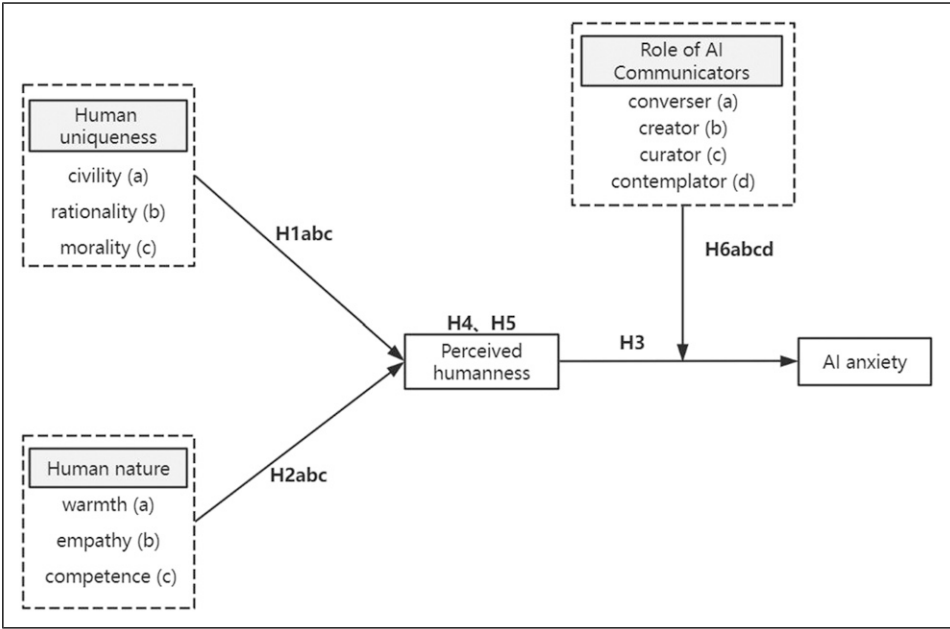 Role of AI
Communicators
converser (a)
creator (b)
curator (c)
contemplator (d)
Human
uniqueness
civility (a)
rationality (b)
morality (c)
H1abc
H6abcd
H4、H5
Perceived
humanness
H3
AI anxiety
Human nature
warmth (a)
empathy (b)
competence (c)
H2abc